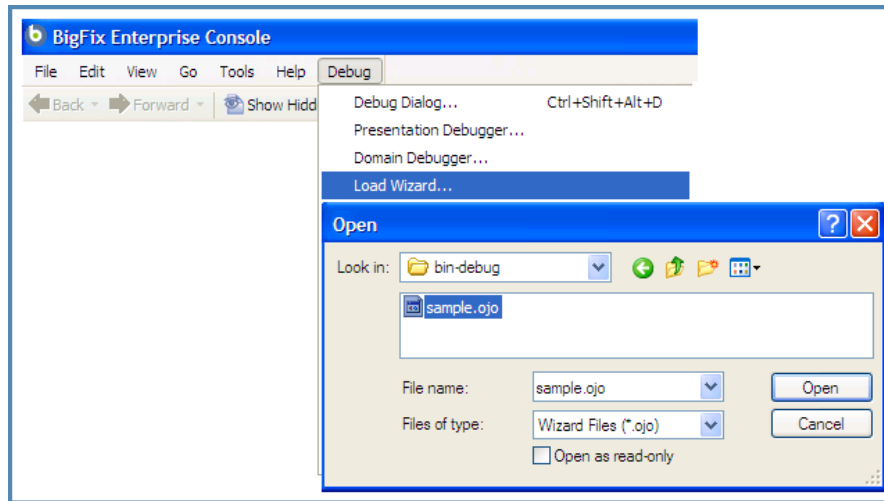 BigFix Enterprise Console
File Edit View Go Tools Help Debug
Back Forward Show Hidd
Debug Dialog... Ctrl+Shift+Alt+D
Presentation Debugger...
Domain Debugger...
Load Wizard...
Open
Look in: bin-debug
sample.ojo
File name: sample.ojo Open
Files of type: Wizard Files (*.ojo) Cancel
Open as read-only